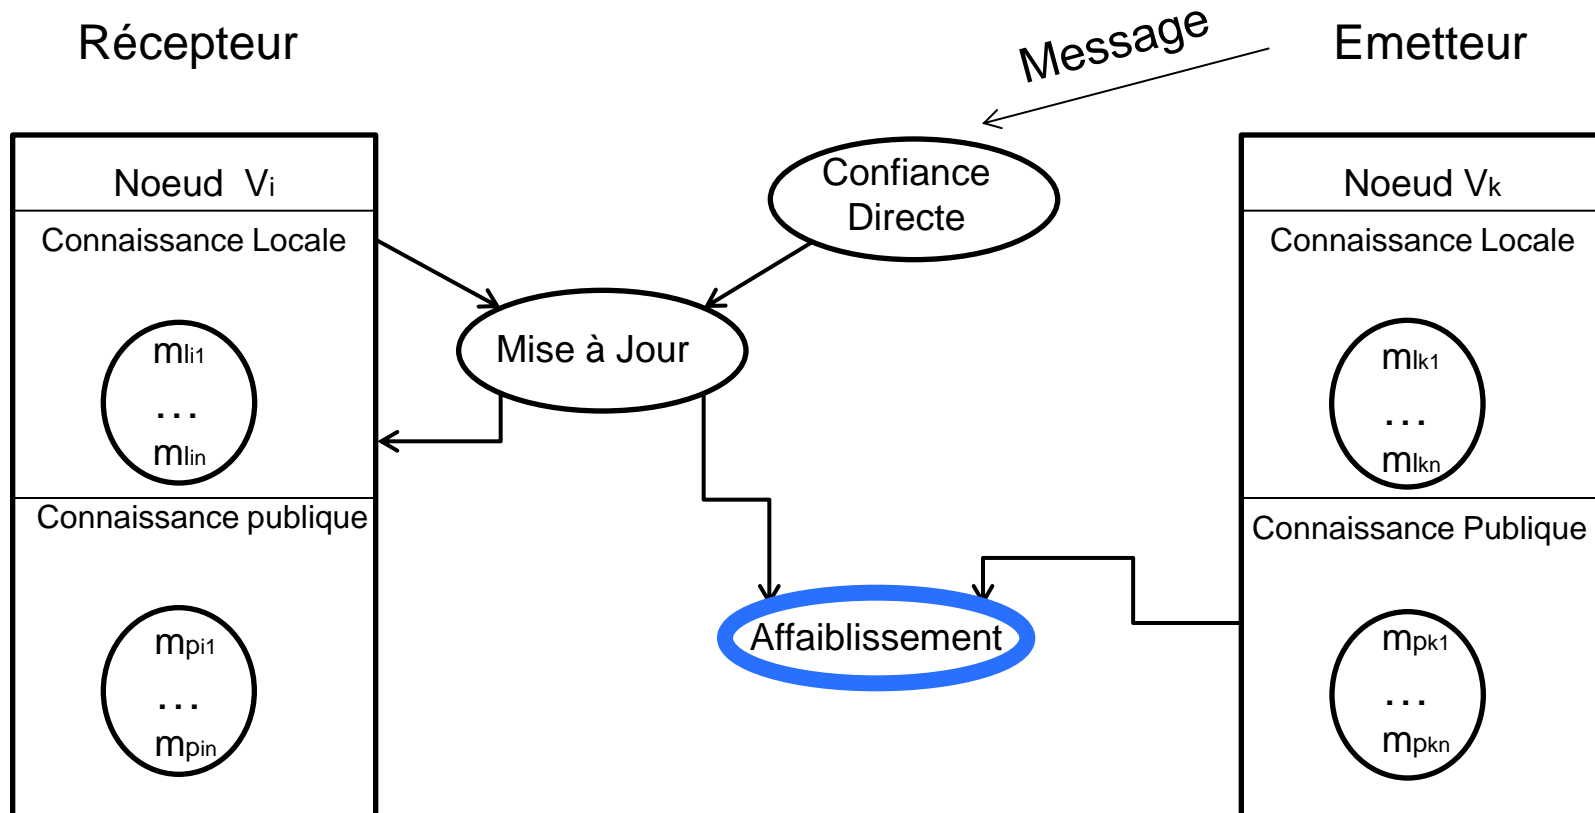 Récepteur
Message
Emetteur
Noeud Vi
Connaissance Locale
mli1
...
mlin
Connaissance publique
mpi1
...
mpin
Confiance
Directe
Mise à Jour
Affaiblissement
Noeud Vk
Connaissance Locale
mlk1
...
mlkn
Connaissance Publique
mpk1
...
mpkn